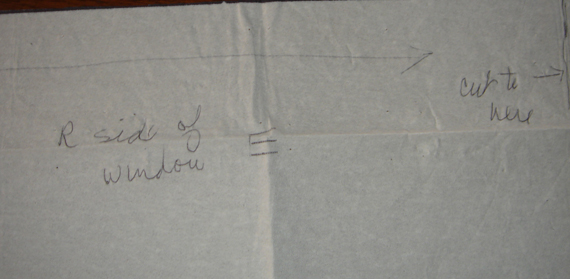 R side of
window
cut to
here